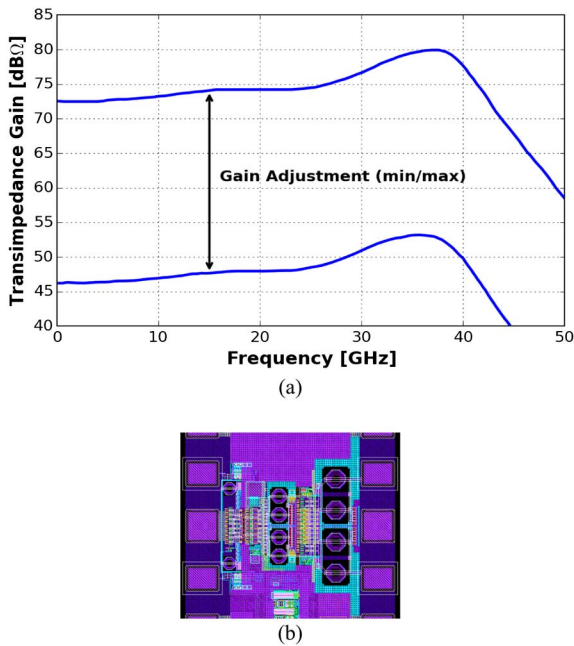 85
80
75
70
65
60
55
50
45
40
Transimpedance Gain [dBΩ]
Gain Adjustment (min/max)
0 10 20 30 40 50
Frequency [GHz]
(a)
(b)